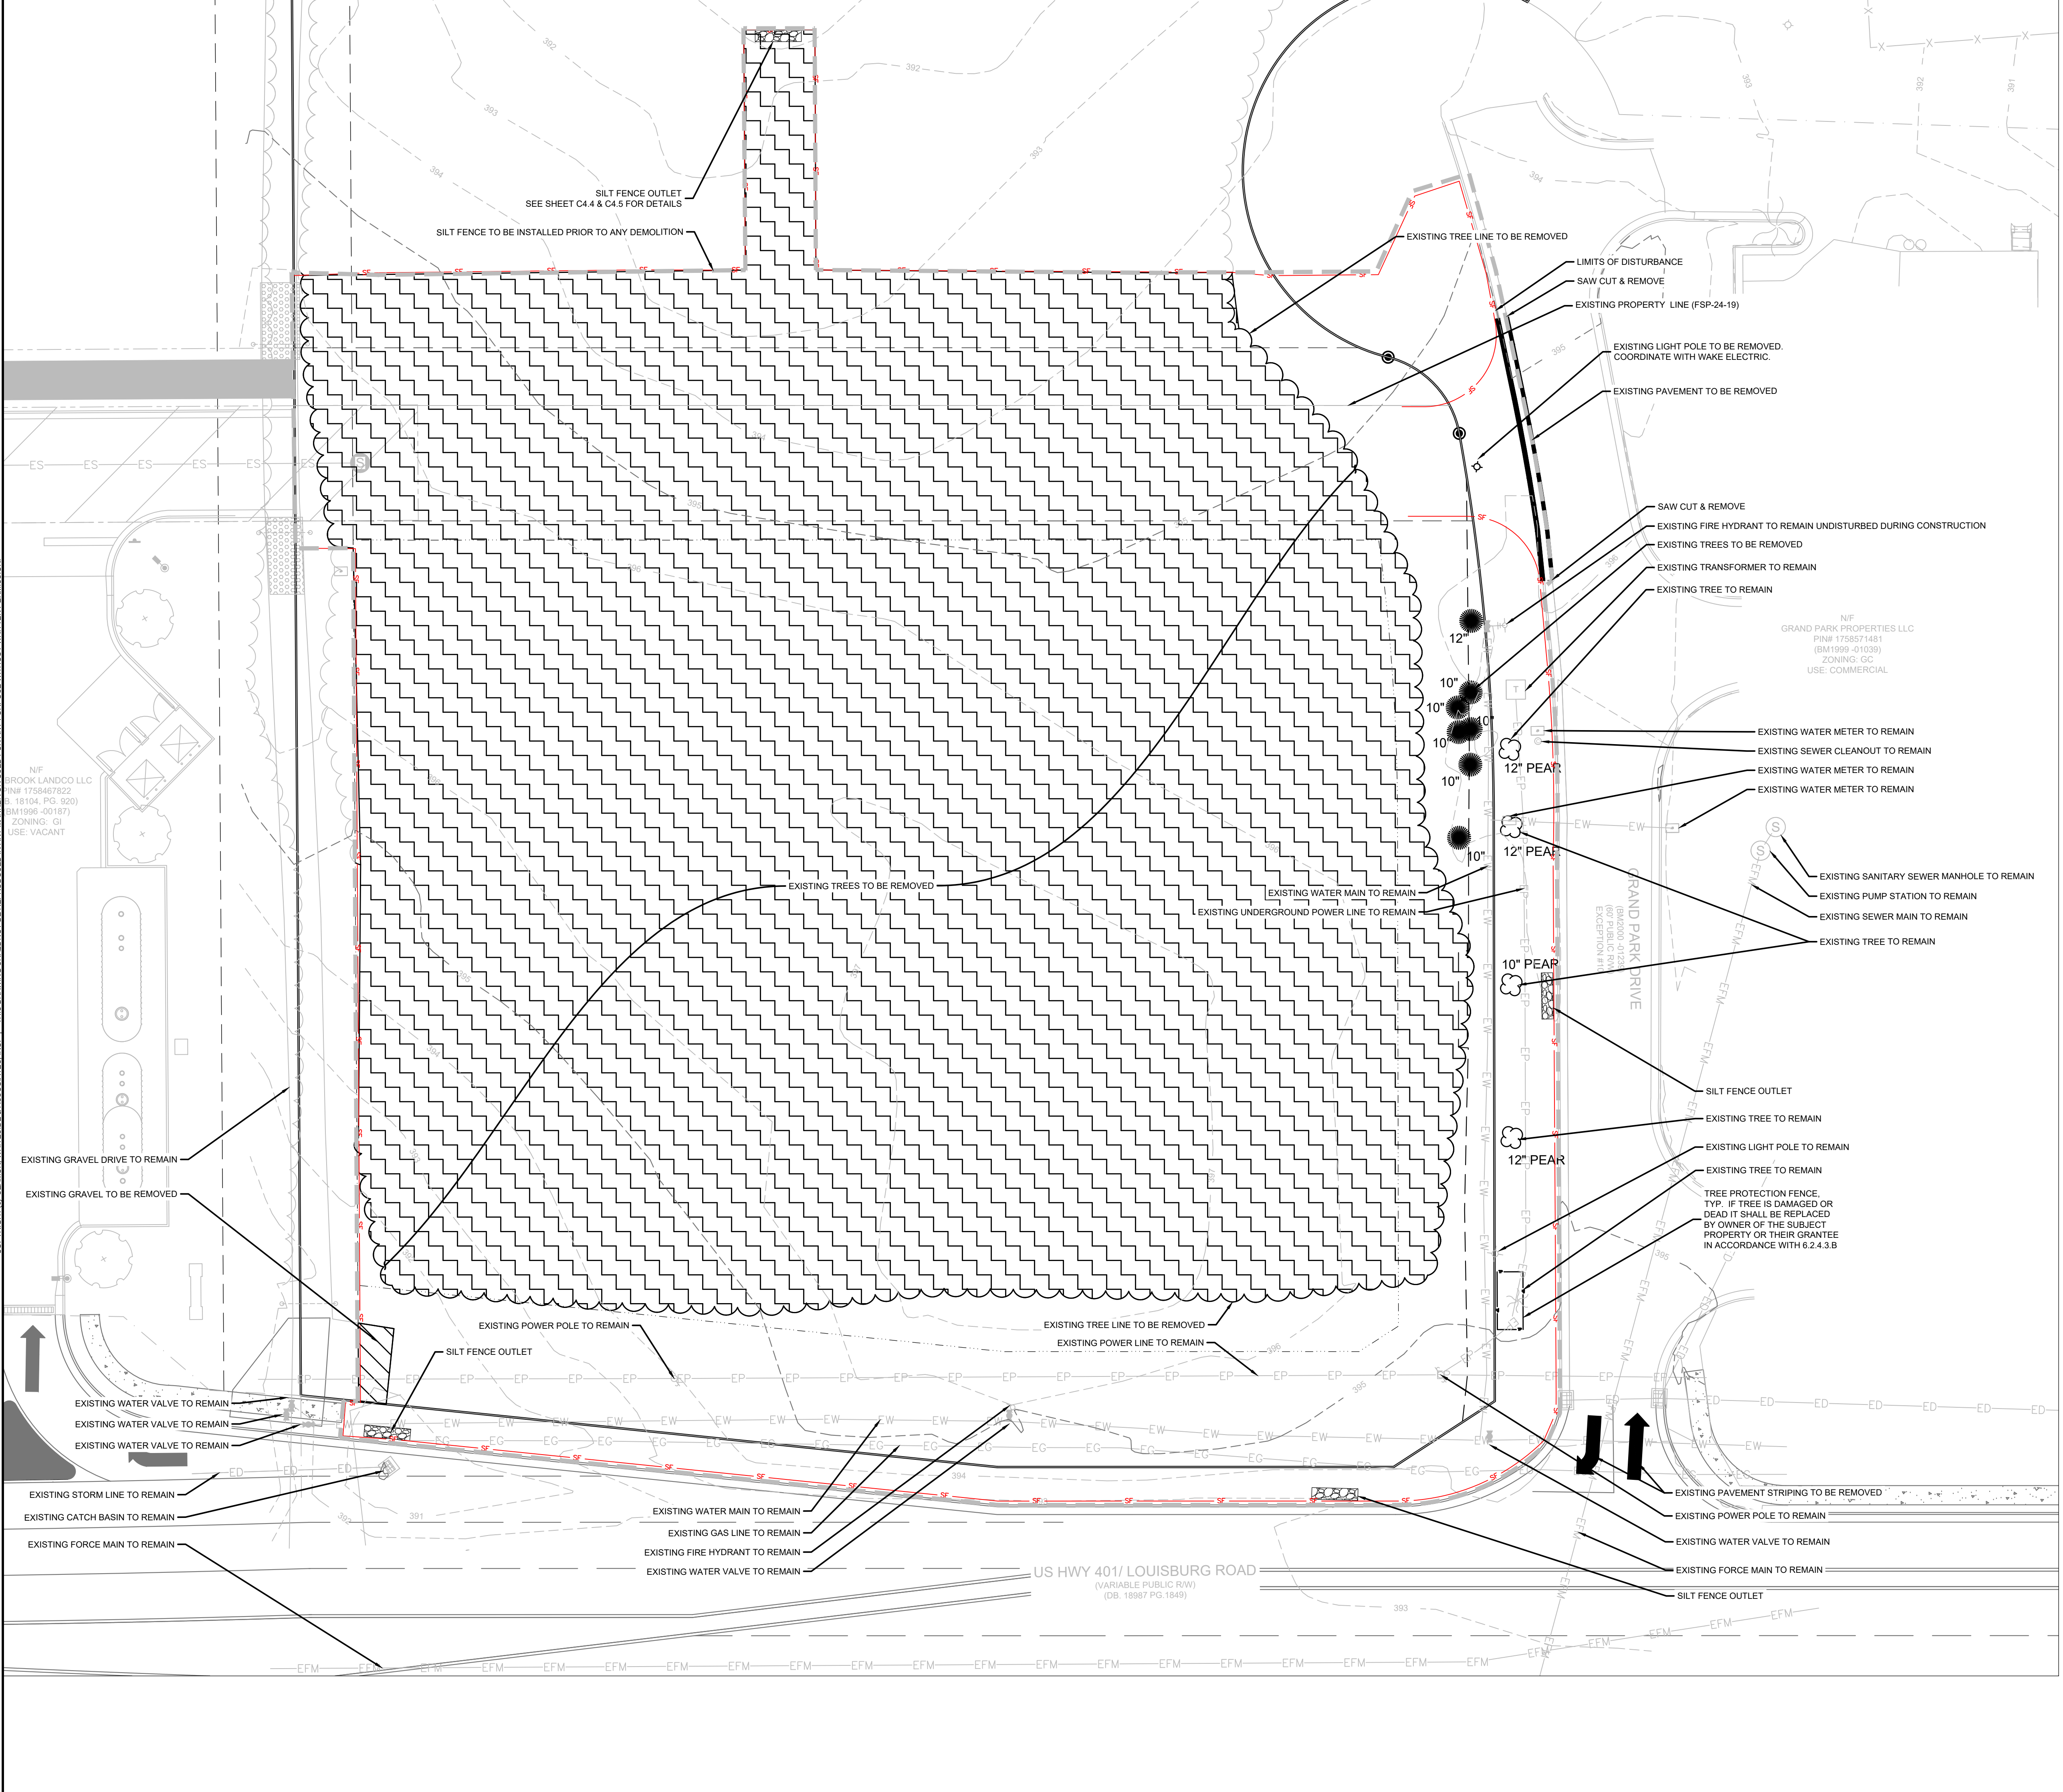 SILT FENCE OUTLET
SEE SHEET C4.4 & C4.5 FOR DETAILS
SILT FENCE TO BE INSTALLED PRIOR TO ANY DEMOLITION
EXISTING TREE LINE TO BE REMOVED
LIMITS OF DISTURBANCE
SAW CUT & REMOVE
EXISTING PROPERTY LINE (FSP-24-19)
EXISTING LIGHT POLE TO BE REMOVED.
COORDINATE WITH WAKE ELECTRIC.
EXISTING PAVEMENT TO BE REMOVED
SAW CUT & REMOVE
EXISTING FIRE HYDRANT TO REMAIN UNDISTURBED DURING CONSTRUCTION
EXISTING TREES TO BE REMOVED
EXISTING TRANSFORMER TO REMAIN
EXISTING TREE TO REMAIN
N/F
GRAND PARK PROPERTIES LLC
PIN# 1758571481
(BM1999 -01039)
ZONING: GC
USE: COMMERCIAL
12"
10"
10"
10"
10"
10"
10"
12" PEAR
12" PEAR
10" PEAR
12" PEAR
EXISTING WATER METER TO REMAIN
EXISTING SEWER CLEANOUT TO REMAIN
EXISTING WATER METER TO REMAIN
EXISTING WATER METER TO REMAIN
N/F
BROOK LANDCO LLC
PIN# 1758467822
B. 18104, PG. 920)
(BM1996 -00187)
ZONING: GI
USE: VACANT
EXISTING TREES TO BE REMOVED
EXISTING WATER MAIN TO REMAIN
EXISTING UNDERGROUND POWER LINE TO REMAIN
EXISTING SANITARY SEWER MANHOLE TO REMAIN
EXISTING PUMP STATION TO REMAIN
EXISTING SEWER MAIN TO REMAIN
EXISTING TREE TO REMAIN
GRAND PARK DRIVE
(BM2000 -01239)
(60' PUBLIC R/W)
SILT FENCE OUTLET
EXISTING TREE TO REMAIN
EXISTING LIGHT POLE TO REMAIN
EXISTING TREE TO REMAIN
TREE PROTECTION FENCE,
TYP. IF TREE IS DAMAGED OR
DEAD IT SHALL BE REPLACED
BY OWNER OF THE SUBJECT
PROPERTY OR THEIR GRANTEE
IN ACCORDANCE WITH 6.2.4.3.B
EXISTING GRAVEL DRIVE TO REMAIN
EXISTING GRAVEL TO BE REMOVED
EXISTING POWER POLE TO REMAIN
SILT FENCE OUTLET
EXISTING TREE LINE TO BE REMOVED
EXISTING POWER LINE TO REMAIN
EXISTING WATER VALVE TO REMAIN
EXISTING WATER VALVE TO REMAIN
EXISTING WATER VALVE TO REMAIN
EXISTING STORM LINE TO REMAIN
EXISTING CATCH BASIN TO REMAIN
EXISTING FORCE MAIN TO REMAIN
EXISTING WATER MAIN TO REMAIN
EXISTING GAS LINE TO REMAIN
EXISTING FIRE HYDRANT TO REMAIN
EXISTING WATER VALVE TO REMAIN
EXISTING PAVEMENT STRIPING TO BE REMOVED
EXISTING POWER POLE TO REMAIN
EXISTING WATER VALVE TO REMAIN
EXISTING FORCE MAIN TO REMAIN
SILT FENCE OUTLET
US HWY 401/ LOUISBURG ROAD
(VARIABLE PUBLIC R/W)
(DB. 18987 PG.1849)